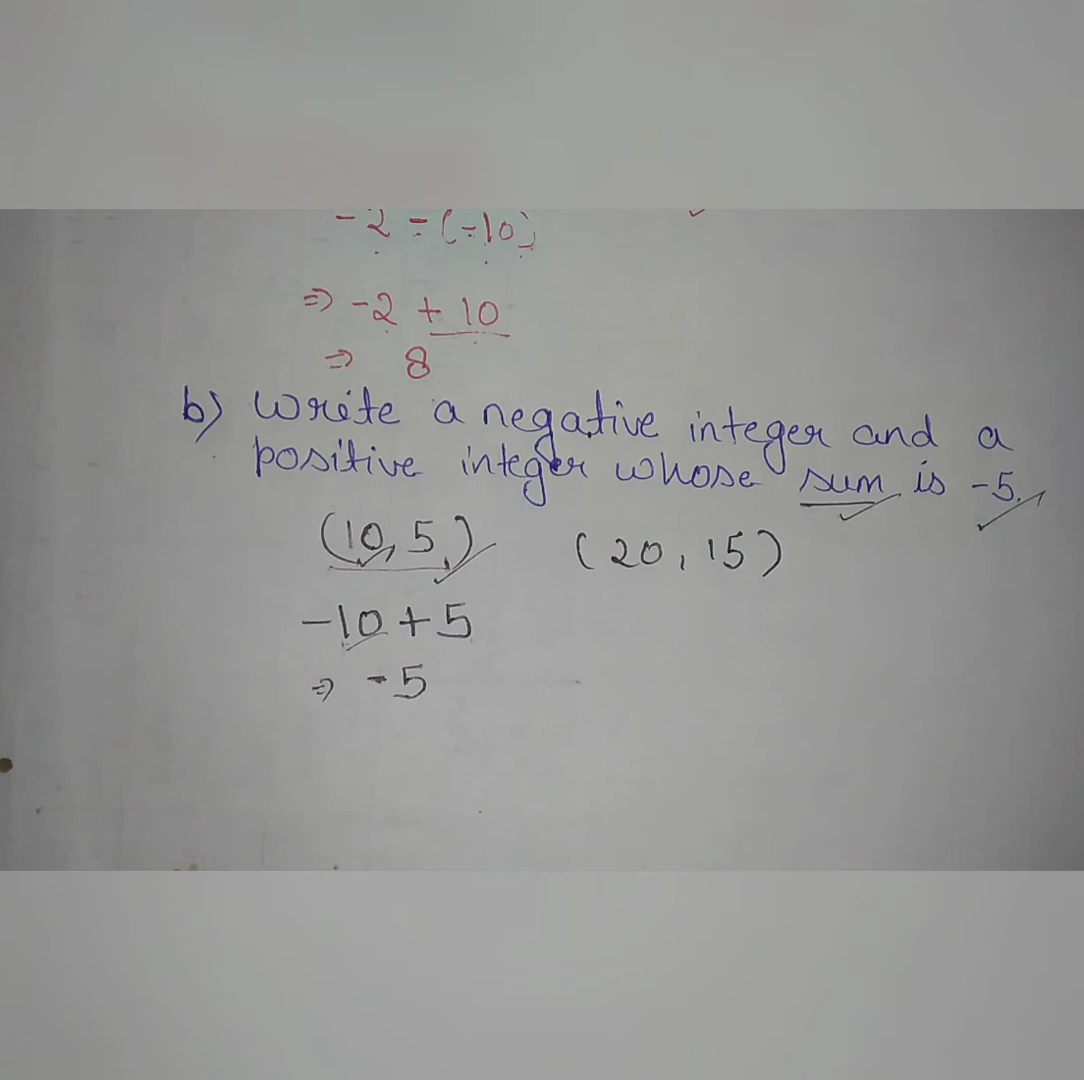 -2 - (-10)
⇒ -2 + 10
⇒ 8
b) Write a negative integer and a
positive integer whose sum is -5.
(10, 5) (20, 15)
-10 + 5
⇒ -5